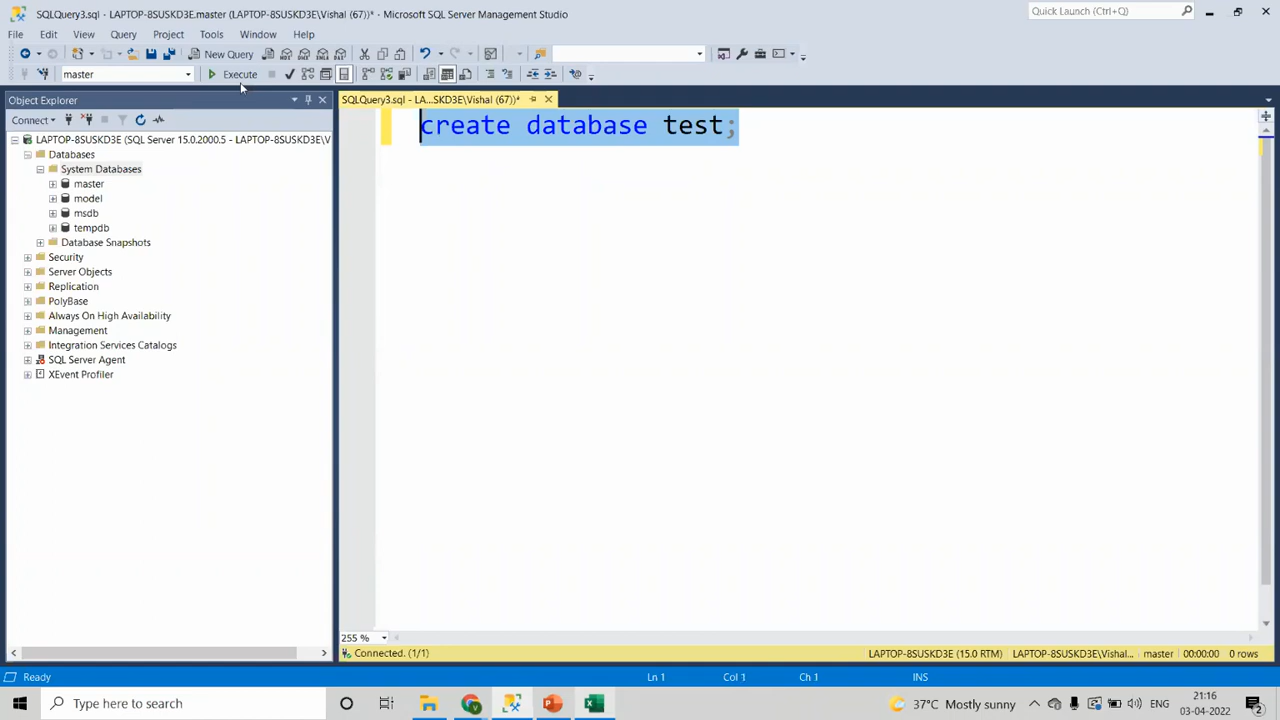 SQLQuery3.sql - LAPTOP-8SUSKD3E.master (LAPTOP-8SUSKD3E\Vishal (67))* - Microsoft SQL Server Management Studio
Quick Launch (Ctrl+Q)
File Edit View Query Project Tools Window Help
New Query
master Execute
Object Explorer
SQLQuery3.sql - LA...SKD3E\Vishal (67))*
Connect
create database test;
LAPTOP-8SUSKD3E (SQL Server 15.0.2000.5 - LAPTOP-8SUSKD3E\V
Databases
System Databases
master
model
msdb
tempdb
Database Snapshots
Security
Server Objects
Replication
PolyBase
Always On High Availability
Management
Integration Services Catalogs
SQL Server Agent
XEvent Profiler
255 %
Connected. (1/1)
LAPTOP-8SUSKD3E (15.0 RTM) LAPTOP-8SUSKD3E\Vishal... master 00:00:00 0 rows
Ready Ln 1 Col 1 Ch 1 INS
Type here to search
37°C Mostly sunny
ENG
21:16
03-04-2022
2